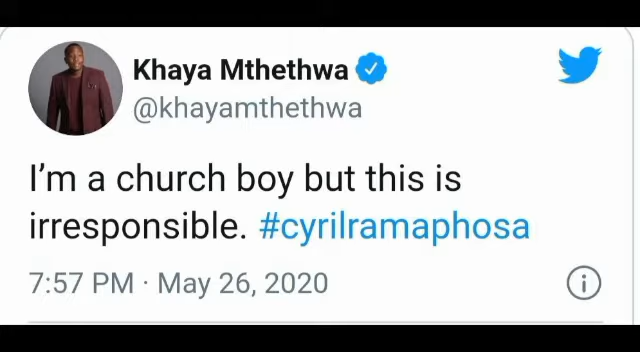 Khaya Mthethwa
@khayamthethwa
I’m a church boy but this is
irresponsible. #cyrilramaphosa
7:57 PM · May 26, 2020